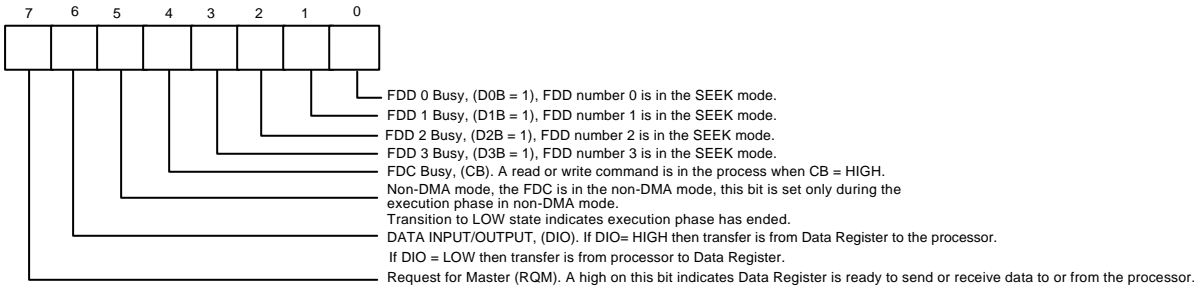 7 6 5 4 3 2 1 0
FDD 0 Busy, (D0B = 1), FDD number 0 is in the SEEK mode.
FDD 1 Busy, (D1B = 1), FDD number 1 is in the SEEK mode.
FDD 2 Busy, (D2B = 1), FDD number 2 is in the SEEK mode.
FDD 3 Busy, (D3B = 1), FDD number 3 is in the SEEK mode.
FDC Busy, (CB). A read or write command is in the process when CB = HIGH.
Non-DMA mode, the FDC is in the non-DMA mode, this bit is set only during the
execution phase in non-DMA mode.
Transition to LOW state indicates execution phase has ended.
DATA INPUT/OUTPUT, (DIO). If DIO= HIGH then transfer is from Data Register to the processor.
If DIO = LOW then transfer is from processor to Data Register.
Request for Master (RQM). A high on this bit indicates Data Register is ready to send or receive data to or from the processor.